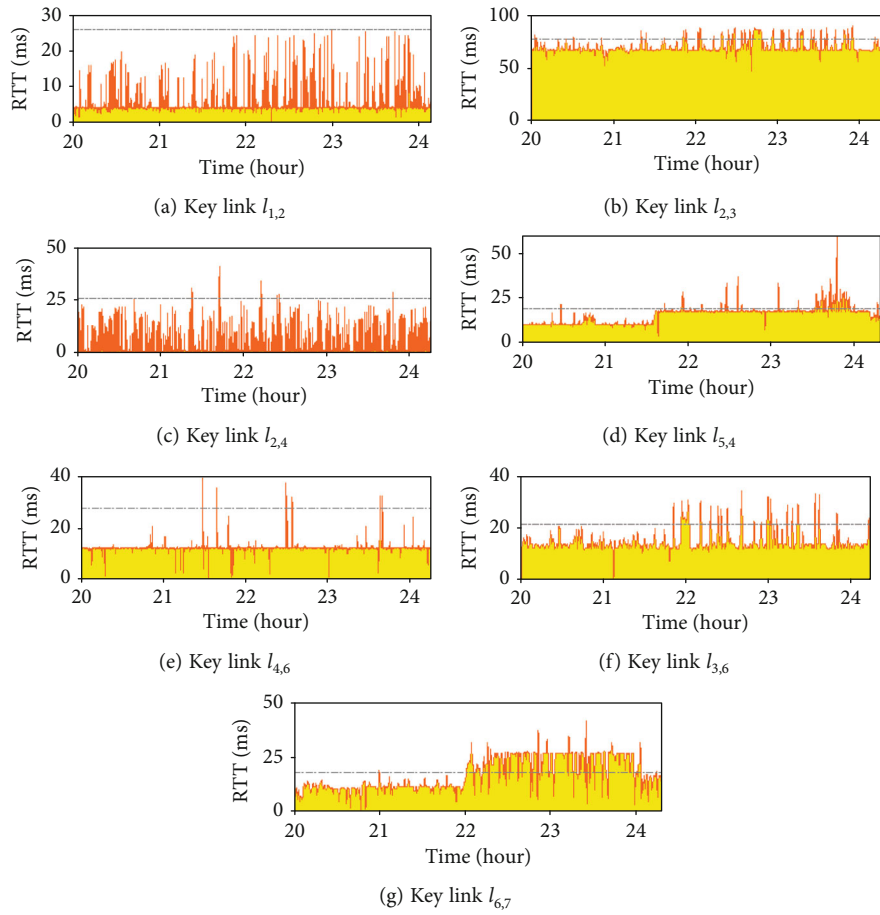 30
20
10
0
RTT (ms)
20 21 22 23 24
Time (hour)
(a) Key link l1,2
100
50
0
RTT (ms)
20 21 22 23 24
Time (hour)
(b) Key link l2,3
50
25
0
RTT (ms)
20 21 22 23 24
Time (hour)
(c) Key link l2,4
50
25
0
RTT (ms)
20 21 22 23 24
Time (hour)
(d) Key link l5,4
40
20
0
RTT (ms)
20 21 22 23 24
Time (hour)
(e) Key link l4,6
40
20
0
RTT (ms)
20 21 22 23 24
Time (hour)
(f) Key link l3,6
50
25
0
RTT (ms)
20 21 22 23 24
Time (hour)
(g) Key link l6,7